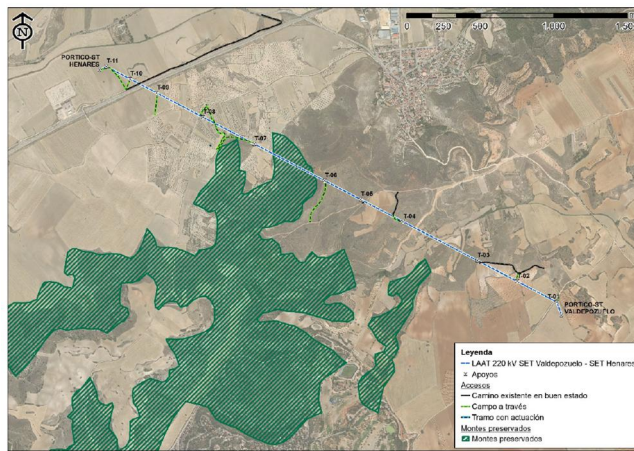 N
0 250 500 1.000 1.500
PORTICO-ST
HENARES
T-11
T-10
T-09
T-08
T-07
T-06
T-05
T-04
T-03
T-02
T-01
PORTICO-ST
VALDEPOZUELO
Leyenda
LAAT 220 kV SET Valdepozuelo - SET Henares
Apoyos
Accesos
Camino existente en buen estado
Campo a través
Tramo con actuación
Montes preservados
Montes preservados